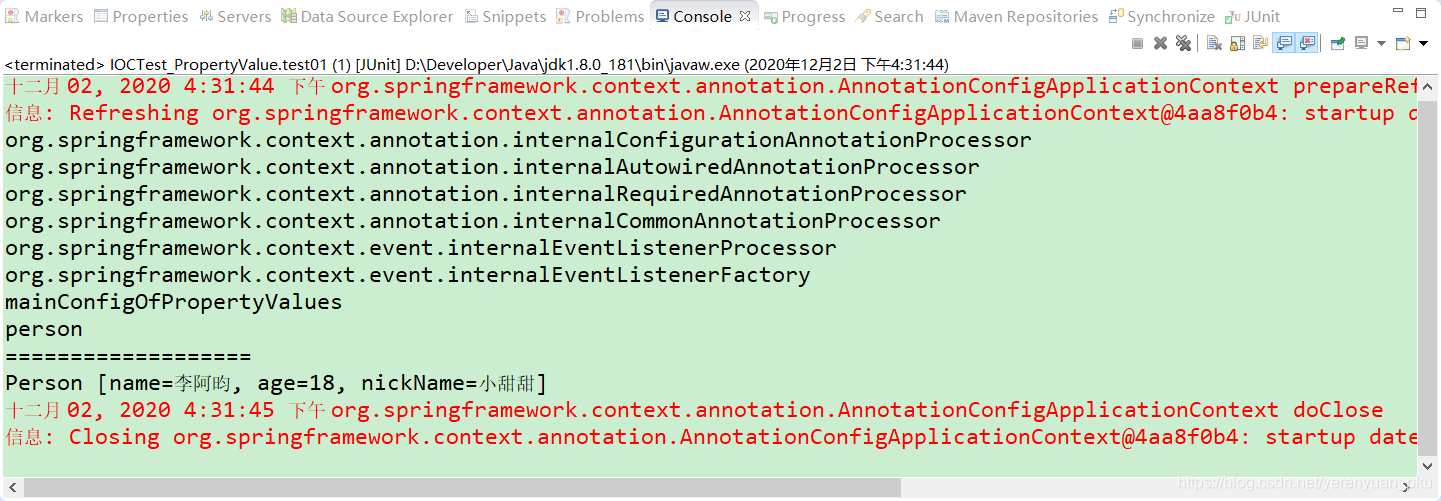 Markers Properties Servers Data Source Explorer Snippets Problems Console Progress Search Maven Repositories Synchronize JUnit
<terminated> IOCTest_PropertyValue.test01 (1) [JUnit] D:\Developer\Java\jdk1.8.0_181\bin\javaw.exe (2020年12月2日 下午4:31:44)
十二月 02, 2020 4:31:44 下午 org.springframework.context.annotation.AnnotationConfigApplicationContext prepareRef
信息: Refreshing org.springframework.context.annotation.AnnotationConfigApplicationContext@4aa8f0b4: startup d
org.springframework.context.annotation.internalConfigurationAnnotationProcessor
org.springframework.context.annotation.internalAutowiredAnnotationProcessor
org.springframework.context.annotation.internalRequiredAnnotationProcessor
org.springframework.context.annotation.internalCommonAnnotationProcessor
org.springframework.context.event.internalEventListenerProcessor
org.springframework.context.event.internalEventListenerFactory
mainConfigOfPropertyValues
person
===================
Person [name=李阿昀, age=18, nickName=小甜甜]
十二月 02, 2020 4:31:45 下午 org.springframework.context.annotation.AnnotationConfigApplicationContext doClose
信息: Closing org.springframework.context.annotation.AnnotationConfigApplicationContext@4aa8f0b4: startup date
https://blog.csdn.net/yerenyuan_pku